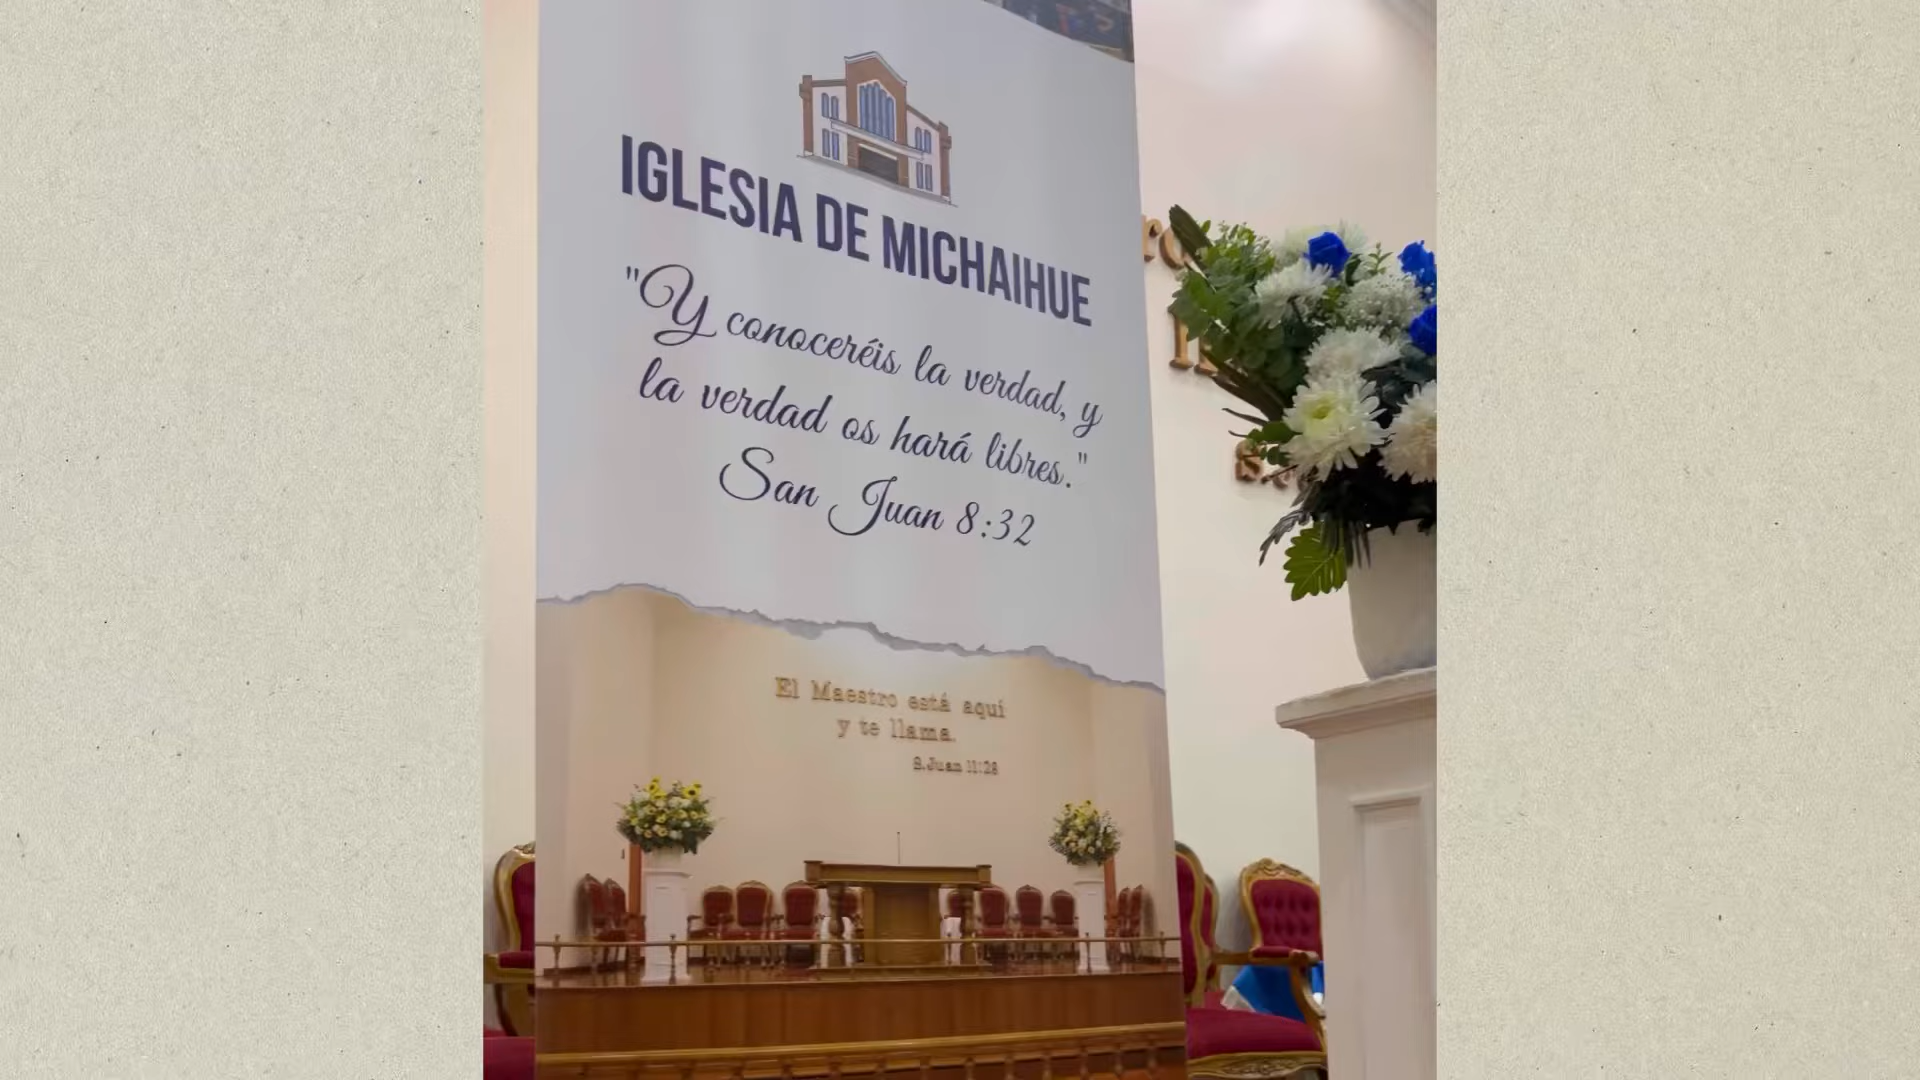 IGLESIA DE MICHAIHUE
"Y conoceréis la verdad, y
la verdad os hará libres."
San Juan 8:32
El Maestro está aquí
y te llama.
S. Juan 11:28